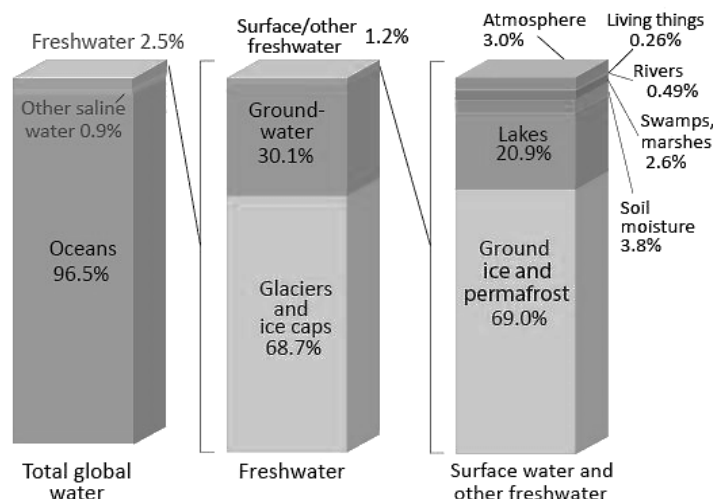 Freshwater 2.5%
Other saline
water 0.9%
Oceans
96.5%
Total global
water
Surface/other
freshwater
1.2%
Ground-
water
30.1%
Glaciers
and
ice caps
68.7%
Freshwater
Atmosphere
3.0%
Living things
0.26%
Rivers
0.49%
Swamps,
marshes
2.6%
Soil
moisture
3.8%
Lakes
20.9%
Ground
ice and
permafrost
69.0%
Surface water and
other freshwater